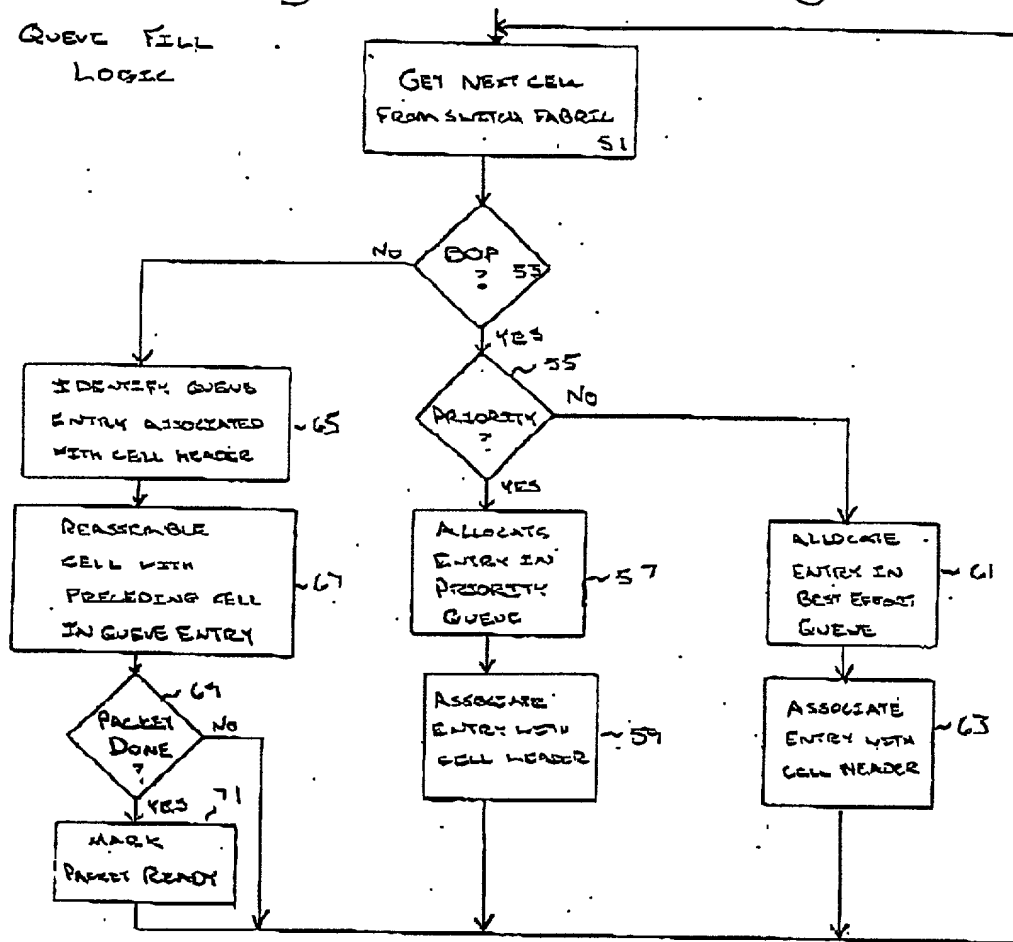 QUEUE FILL
LOGIC
GET NEXT CELL
FROM SWITCH FABRIC
51
NO
BOP
?
53
YES
55
PRIORITY
?
NO
YES
IDENTIFY QUEUE
ENTRY ASSOCIATED
WITH CELL HEADER
65
REASSEMBLE
CELL WITH
PRECEDING CELL
IN QUEUE ENTRY
67
69
PACKET
DONE
?
NO
YES
71
MARK
PACKET READY
ALLOCATE
ENTRY IN
PRIORITY
QUEUE
57
ASSOCIATE
ENTRY WITH
CELL HEADER
59
ALLOCATE
ENTRY IN
BEST EFFORT
QUEUE
61
ASSOCIATE
ENTRY WITH
CELL HEADER
63